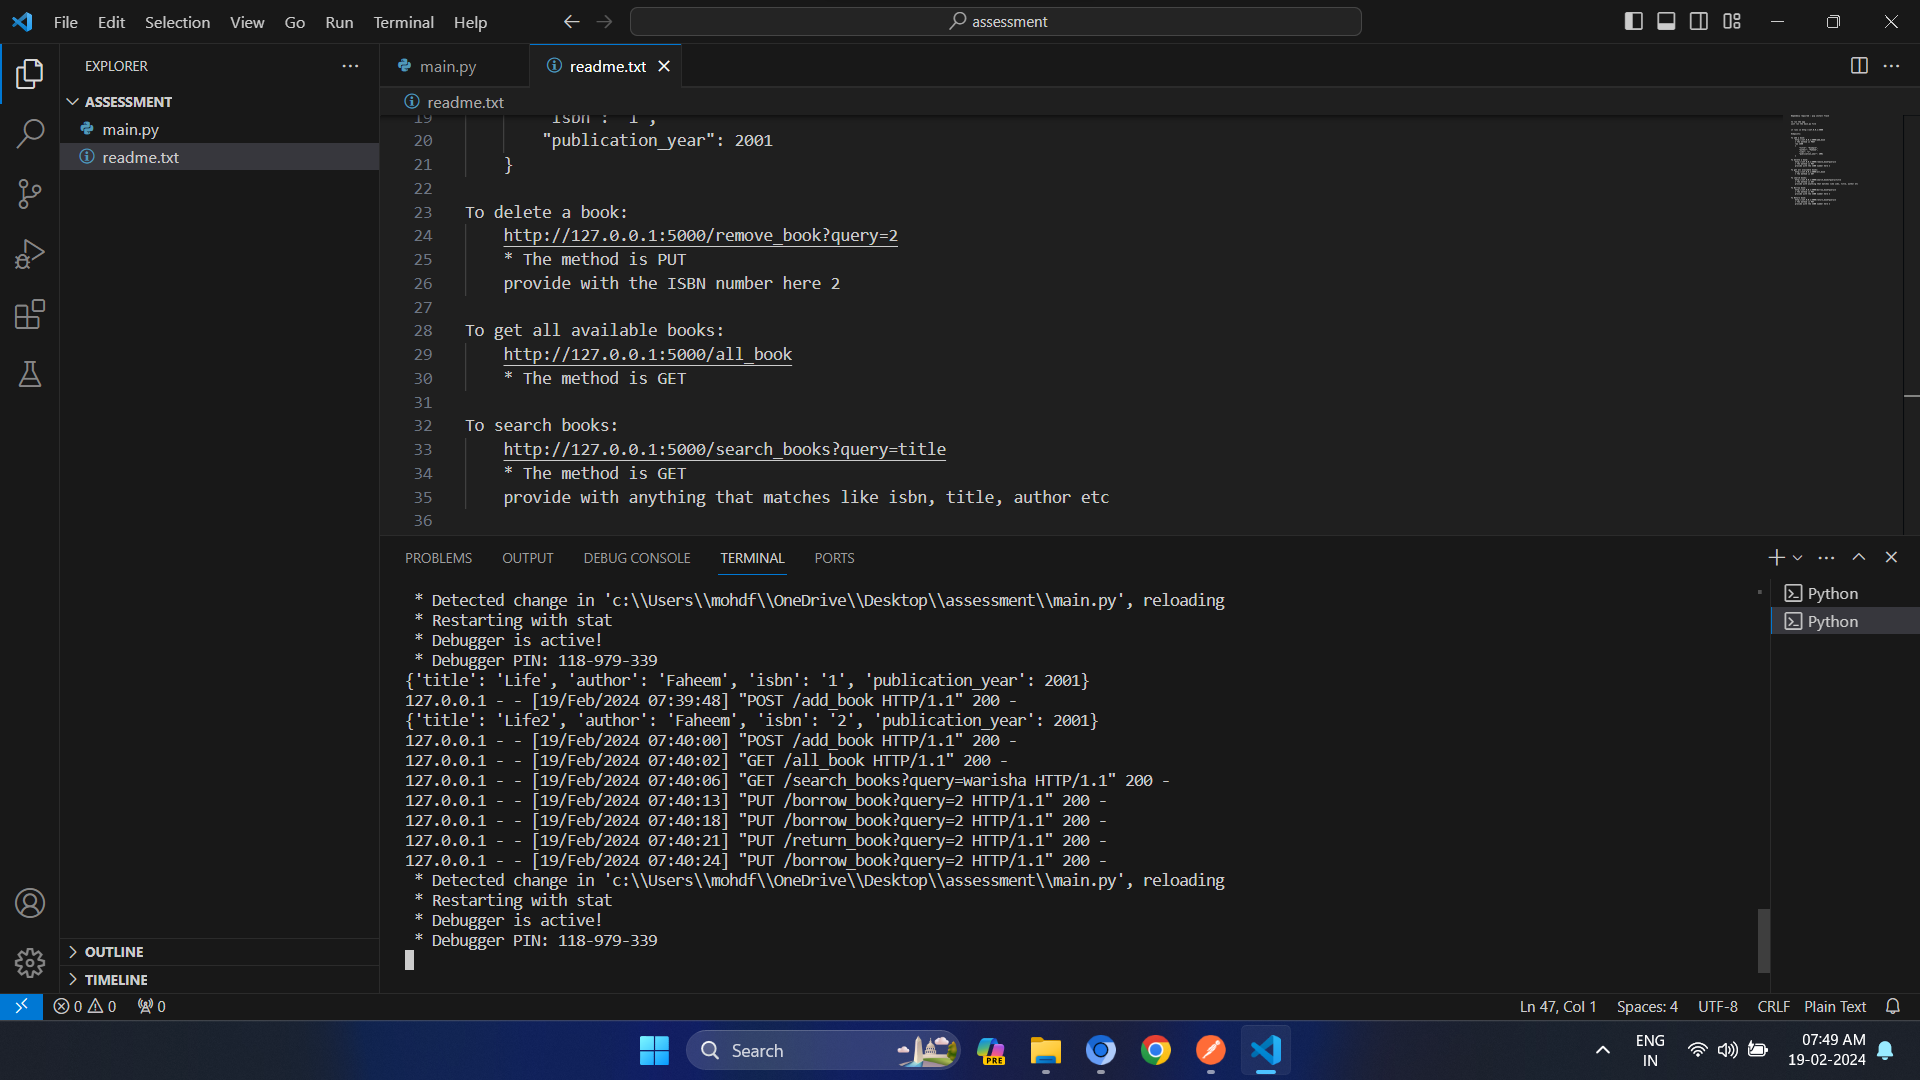 File Edit Selection View Go Run Terminal Help
assessment
EXPLORER
ASSESSMENT
main.py
readme.txt
OUTLINE
TIMELINE
main.py
readme.txt
readme.txt
19 "isbn": "1",
20 "publication_year": 2001
21 }
22
23 To delete a book:
24 http://127.0.0.1:5000/remove_book?query=2
25 * The method is PUT
26 provide with the ISBN number here 2
27
28 To get all available books:
29 http://127.0.0.1:5000/all_book
30 * The method is GET
31
32 To search books:
33 http://127.0.0.1:5000/search_books?query=title
34 * The method is GET
35 provide with anything that matches like isbn, title, author etc
36
PROBLEMS OUTPUT DEBUG CONSOLE TERMINAL PORTS
* Detected change in 'c:\\Users\\mohdf\\OneDrive\\Desktop\\assessment\\main.py', reloading
* Restarting with stat
* Debugger is active!
* Debugger PIN: 118-979-339
{'title': 'Life', 'author': 'Faheem', 'isbn': '1', 'publication_year': 2001}
127.0.0.1 - - [19/Feb/2024 07:39:48] "POST /add_book HTTP/1.1" 200 -
{'title': 'Life2', 'author': 'Faheem', 'isbn': '2', 'publication_year': 2001}
127.0.0.1 - - [19/Feb/2024 07:40:00] "POST /add_book HTTP/1.1" 200 -
127.0.0.1 - - [19/Feb/2024 07:40:02] "GET /all_book HTTP/1.1" 200 -
127.0.0.1 - - [19/Feb/2024 07:40:06] "GET /search_books?query=warisha HTTP/1.1" 200 -
127.0.0.1 - - [19/Feb/2024 07:40:13] "PUT /borrow_book?query=2 HTTP/1.1" 200 -
127.0.0.1 - - [19/Feb/2024 07:40:18] "PUT /borrow_book?query=2 HTTP/1.1" 200 -
127.0.0.1 - - [19/Feb/2024 07:40:21] "PUT /return_book?query=2 HTTP/1.1" 200 -
127.0.0.1 - - [19/Feb/2024 07:40:24] "PUT /borrow_book?query=2 HTTP/1.1" 200 -
* Detected change in 'c:\\Users\\mohdf\\OneDrive\\Desktop\\assessment\\main.py', reloading
* Restarting with stat
* Debugger is active!
* Debugger PIN: 118-979-339
Python
Python
0 0 0
Ln 47, Col 1 Spaces: 4 UTF-8 CRLF Plain Text
Search
PRE
ENG
IN
07:49 AM
19-02-2024